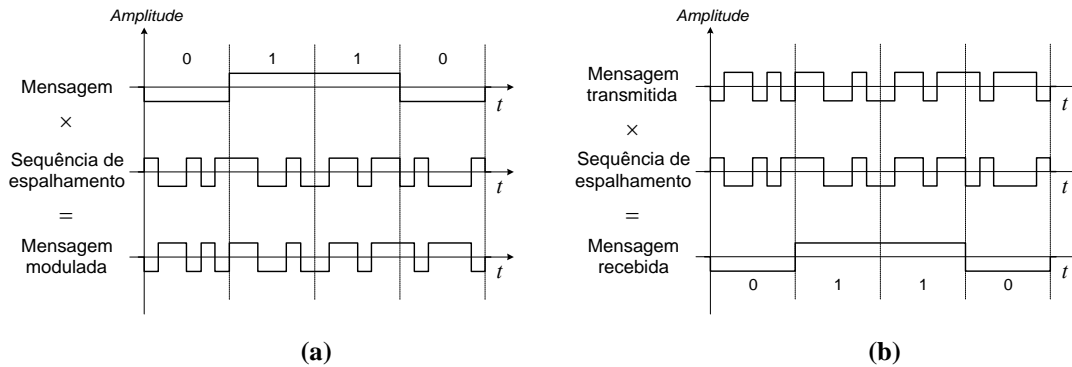 Amplitude
0 1 1 0
Mensagem
t
×
Sequência de
espalhamento
t
=
Mensagem
modulada
t
(a)
Amplitude
Mensagem
transmitida
t
×
Sequência de
espalhamento
t
=
Mensagem
recebida
t
0 1 1 0
(b)